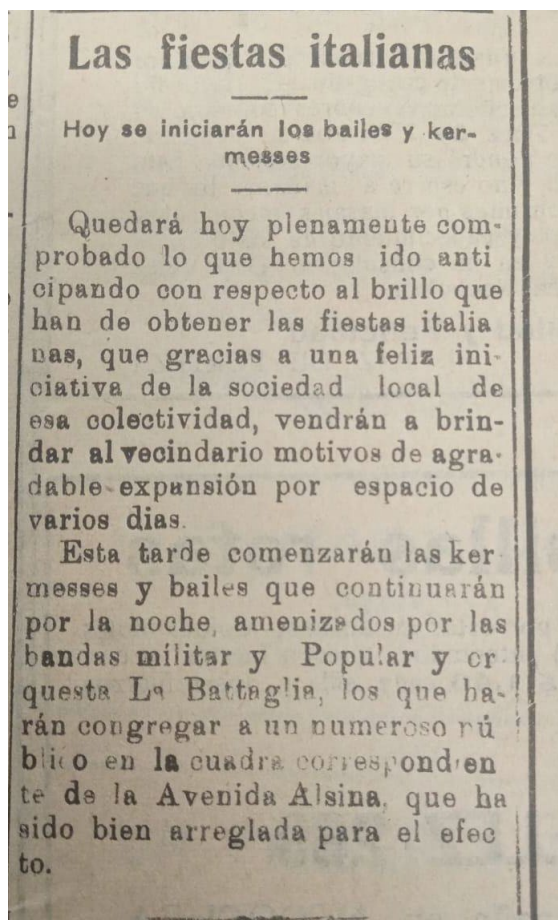 Las fiestas italianas
Hoy se iniciarán los bailes y ker-
messes
Quedará hoy plenamente com-
probado lo que hemos ido anti
cipando con respecto al brillo que
han de obtener las fiestas italia
nas, que gracias a una feliz ini-
ciativa de la sociedad local de
esa colectividad, vendrán a brin-
dar al vecindario motivos de agra-
dable expansión por espacio de
varios dias.
Esta tarde comenzarán las ker
messes y bailes que continuarán
por la noche, amenizados por las
bandas militar y Popular y or
questa La Battaglia, los que ha-
rán congregar a un numeroso pú
blico en la cuadra correspondien
te de la Avenida Alsina, que ha
sido bien arreglada para el efec
to.